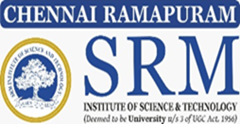 CHENNAI RAMAPURAM
SRM
INSTITUTE OF SCIENCE & TECHNOLOGY
(Deemed to be University u/s 3 of UGC Act, 1956)